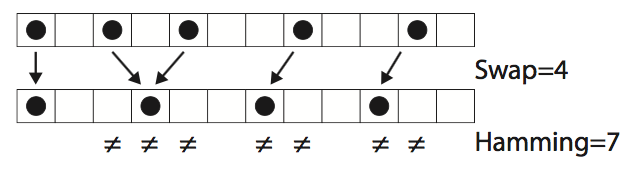 Swap=4
≠ ≠ ≠ ≠ ≠ ≠ ≠ Hamming=7